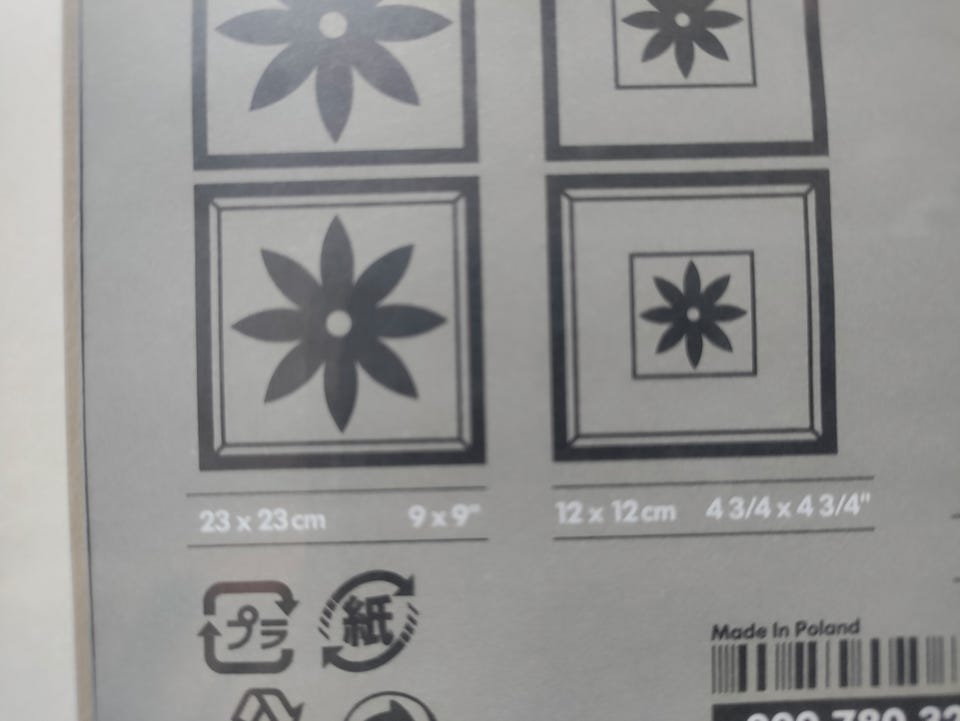 23 x 23 cm 9 x 9"
12 x 12 cm 4 3/4 x 4 3/4"
プラ
紙
Made In Poland